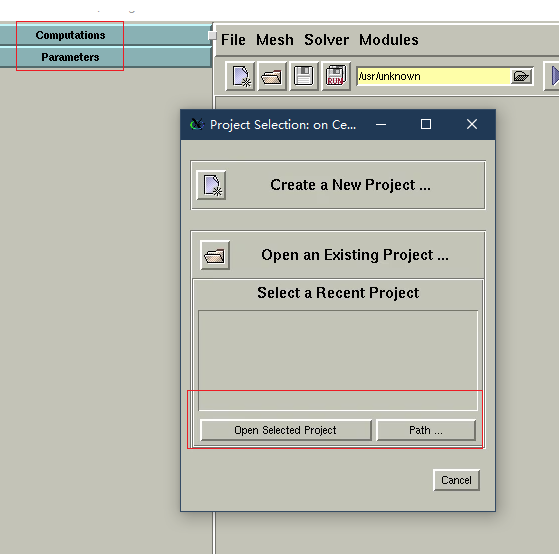 Computations
Parameters
File Mesh Solver Modules
RUN
/usr/unknown
Project Selection: on Ce...
Create a New Project ...
Open an Existing Project ...
Select a Recent Project
Open Selected Project
Path ...
Cancel